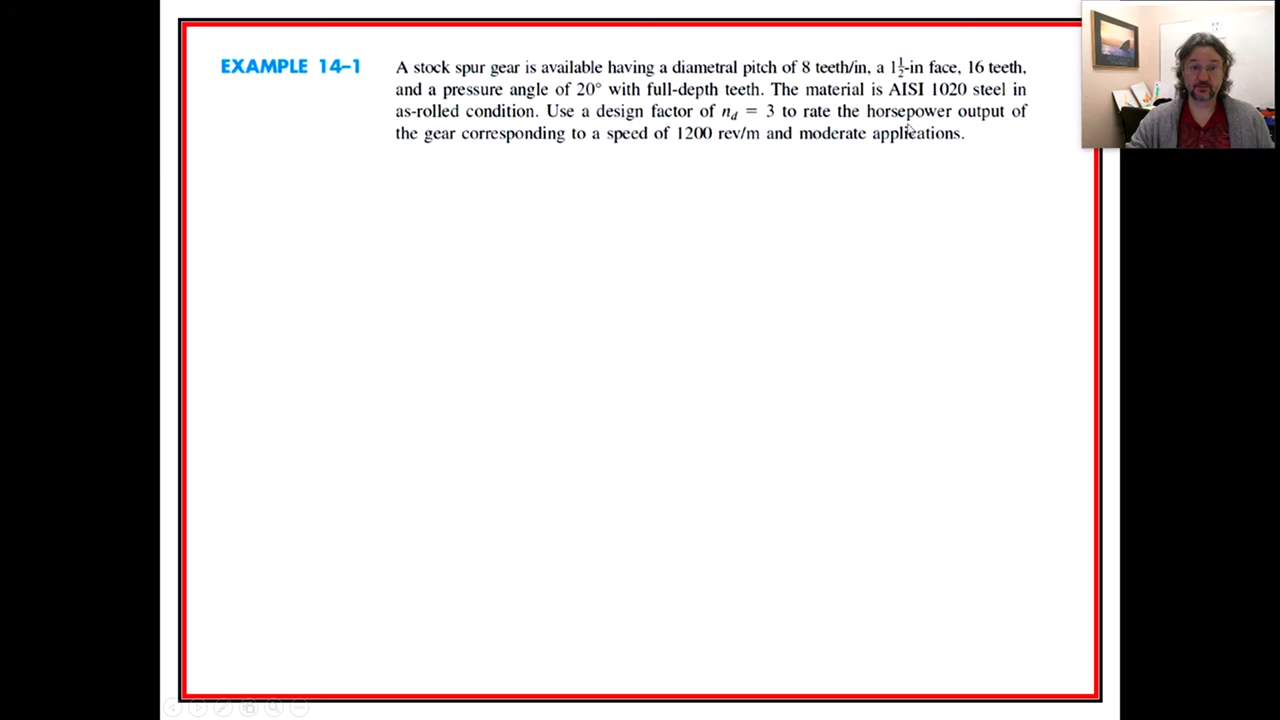 EXAMPLE 14–1 A stock spur gear is available having a diametral pitch of 8 teeth/in, a 1½-in face, 16 teeth,
and a pressure angle of 20° with full-depth teeth. The material is AISI 1020 steel in
as-rolled condition. Use a design factor of n_d = 3 to rate the horsepower output of
the gear corresponding to a speed of 1200 rev/m and moderate applications.